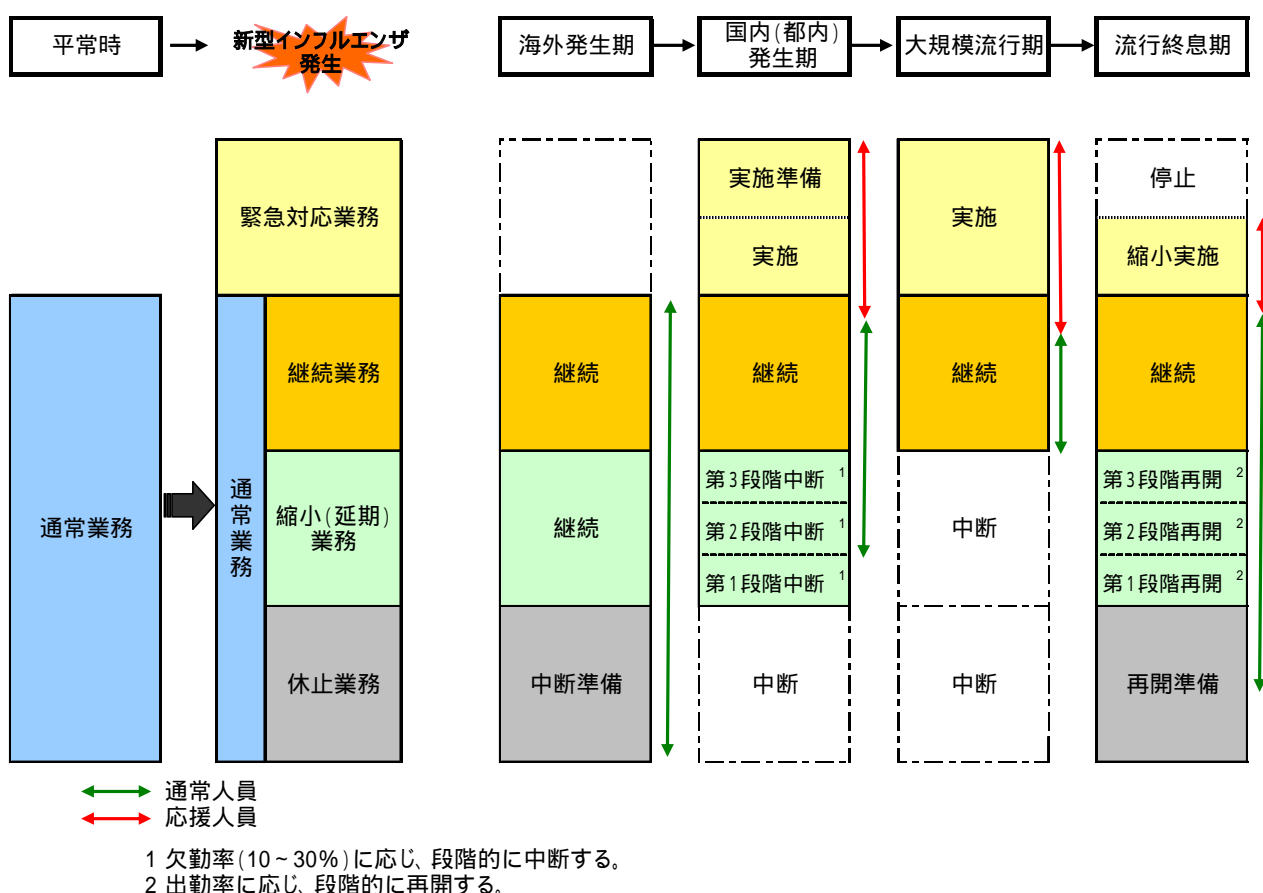 平常時
新型インフルエンザ
発生
海外発生期
国内(都内)
発生期
大規模流行期
流行終息期
緊急対応業務
実施準備
実施
実施
停止
縮小実施
通常業務
通常業務
継続業務
継続
継続
継続
継続
縮小(延期)
業務
継続
第3段階中断 1
第2段階中断 1
第1段階中断 1
中断
第3段階再開 2
第2段階再開 2
第1段階再開 2
休止業務
中断準備
中断
中断
再開準備
通常人員
応援人員
1 欠勤率(10~30%)に応じ、段階的に中断する。
2 出勤率に応じ、段階的に再開する。